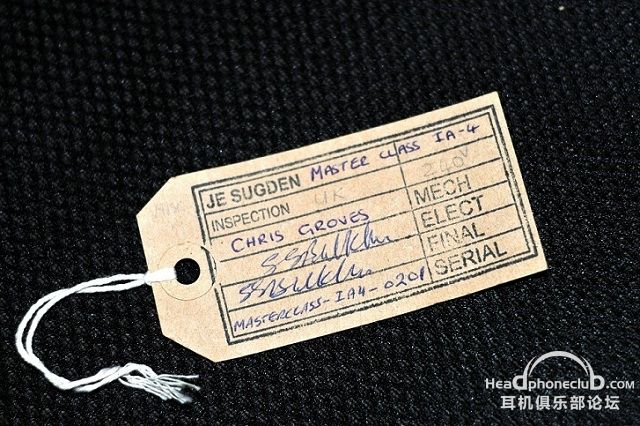 JE SUGDEN MASTER CLASS IA-4
INSPECTION UK
CHRIS GROVES MECH
ELECT
FINAL
MASTERCLASS-IA4-0201 SERIAL
HeadphoneclUb.com
耳机俱乐部论坛